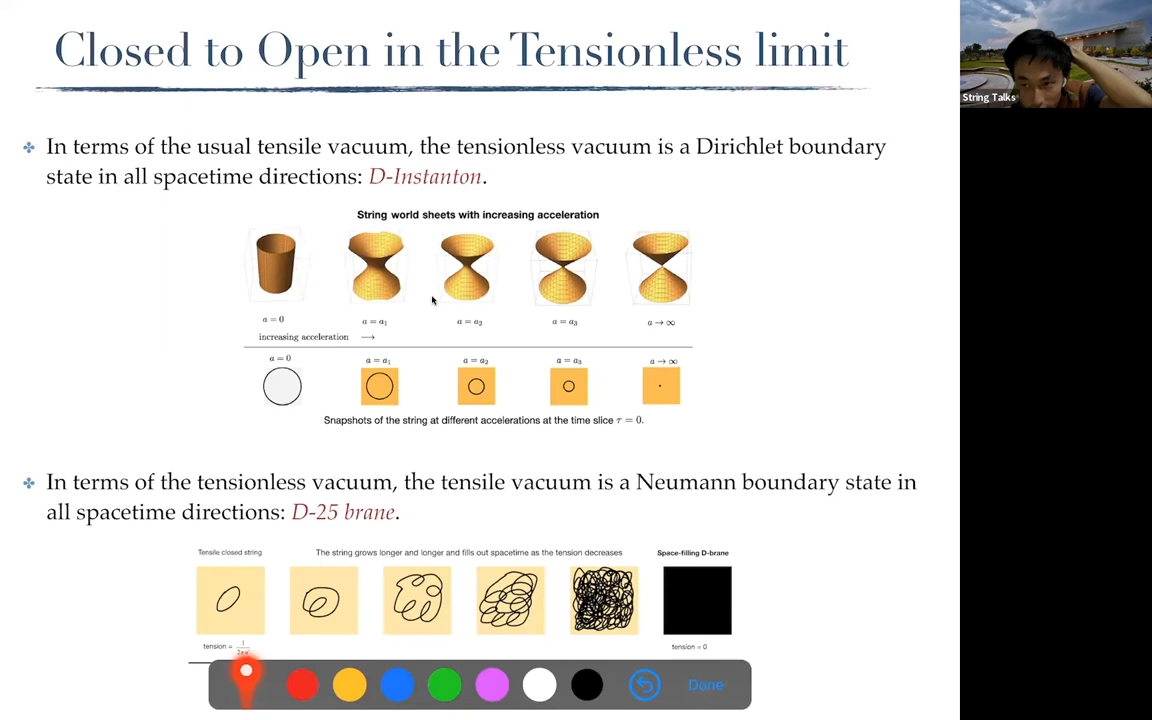 Closed to Open in the Tensionless limit
String Talks
In terms of the usual tensile vacuum, the tensionless vacuum is a Dirichlet boundary
state in all spacetime directions: D-Instanton.
String world sheets with increasing acceleration
a = 0 a = a₁ a = a₂ a = a₃ a → ∞
increasing acceleration →
a = 0 a = a₁ a = a₂ a = a₃ a → ∞
Snapshots of the string at different accelerations at the time slice τ = 0.
In terms of the tensionless vacuum, the tensile vacuum is a Neumann boundary state in
all spacetime directions: D-25 brane.
Tensile closed string The string grows longer and longer and fills out spacetime as the tension decreases Space-filling D-brane
tension = tension = 0
Done